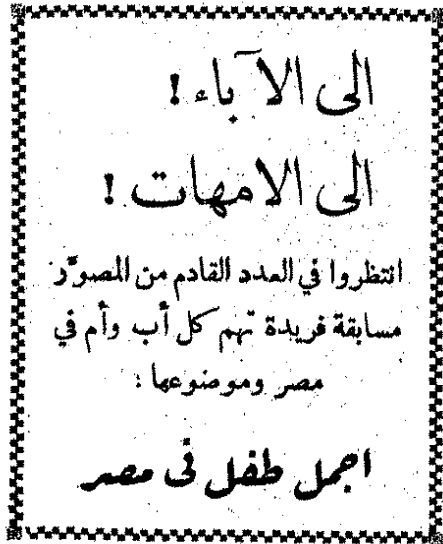 الى الآباء !
الى الامهات !
انتظروا في العدد القادم من المصوّر
مسابقة فريدة تهم كل أب وأم في
مصر وموضوعها :
اجمل طفل فى مصر